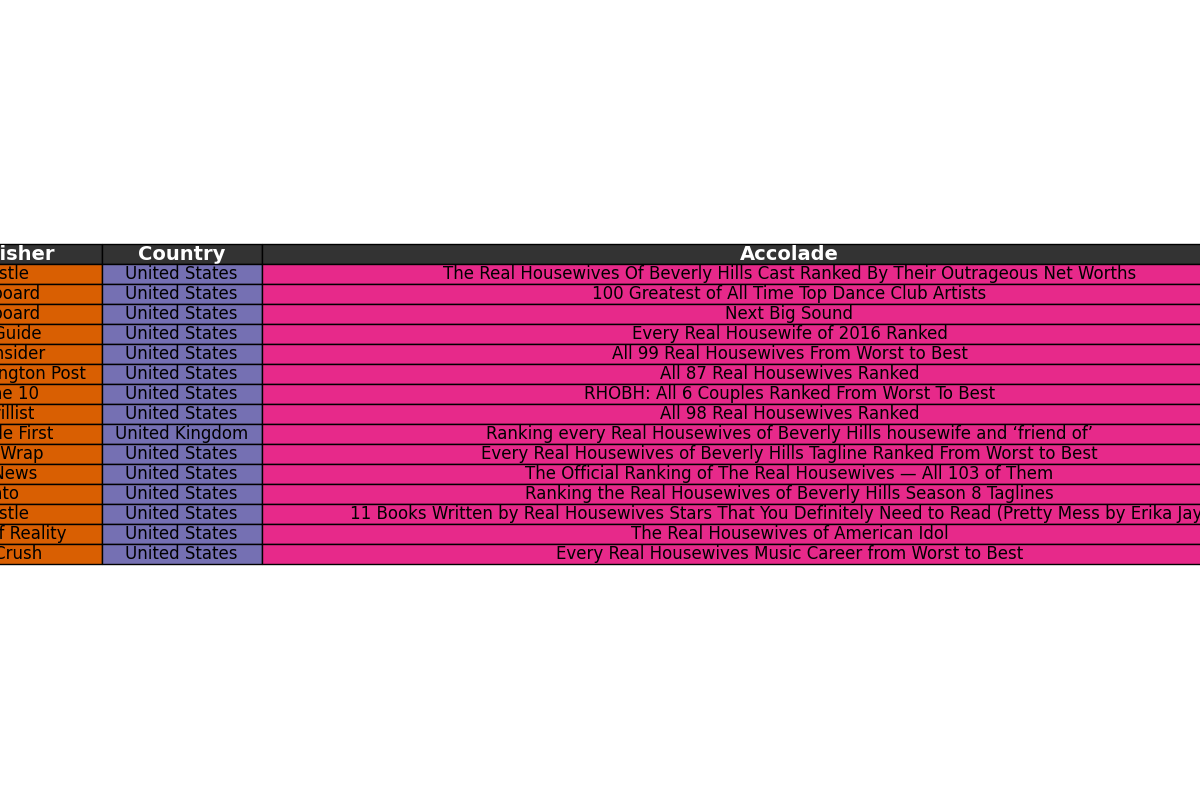 isher Country Accolade
stle United States The Real Housewives Of Beverly Hills Cast Ranked By Their Outrageous Net Worths
oard United States 100 Greatest of All Time Top Dance Club Artists
oard United States Next Big Sound
Guide United States Every Real Housewife of 2016 Ranked
nsider United States All 99 Real Housewives From Worst to Best
ngton Post United States All 87 Real Housewives Ranked
e 10 United States RHOBH: All 6 Couples Ranked From Worst To Best
illist United States All 98 Real Housewives Ranked
le First United Kingdom Ranking every Real Housewives of Beverly Hills housewife and ‘friend of’
Wrap United States Every Real Housewives of Beverly Hills Tagline Ranked From Worst to Best
News United States The Official Ranking of The Real Housewives — All 103 of Them
to United States Ranking the Real Housewives of Beverly Hills Season 8 Taglines
stle United States 11 Books Written by Real Housewives Stars That You Definitely Need to Read (Pretty Mess by Erika Jay
f Reality United States The Real Housewives of American Idol
Crush United States Every Real Housewives Music Career from Worst to Best